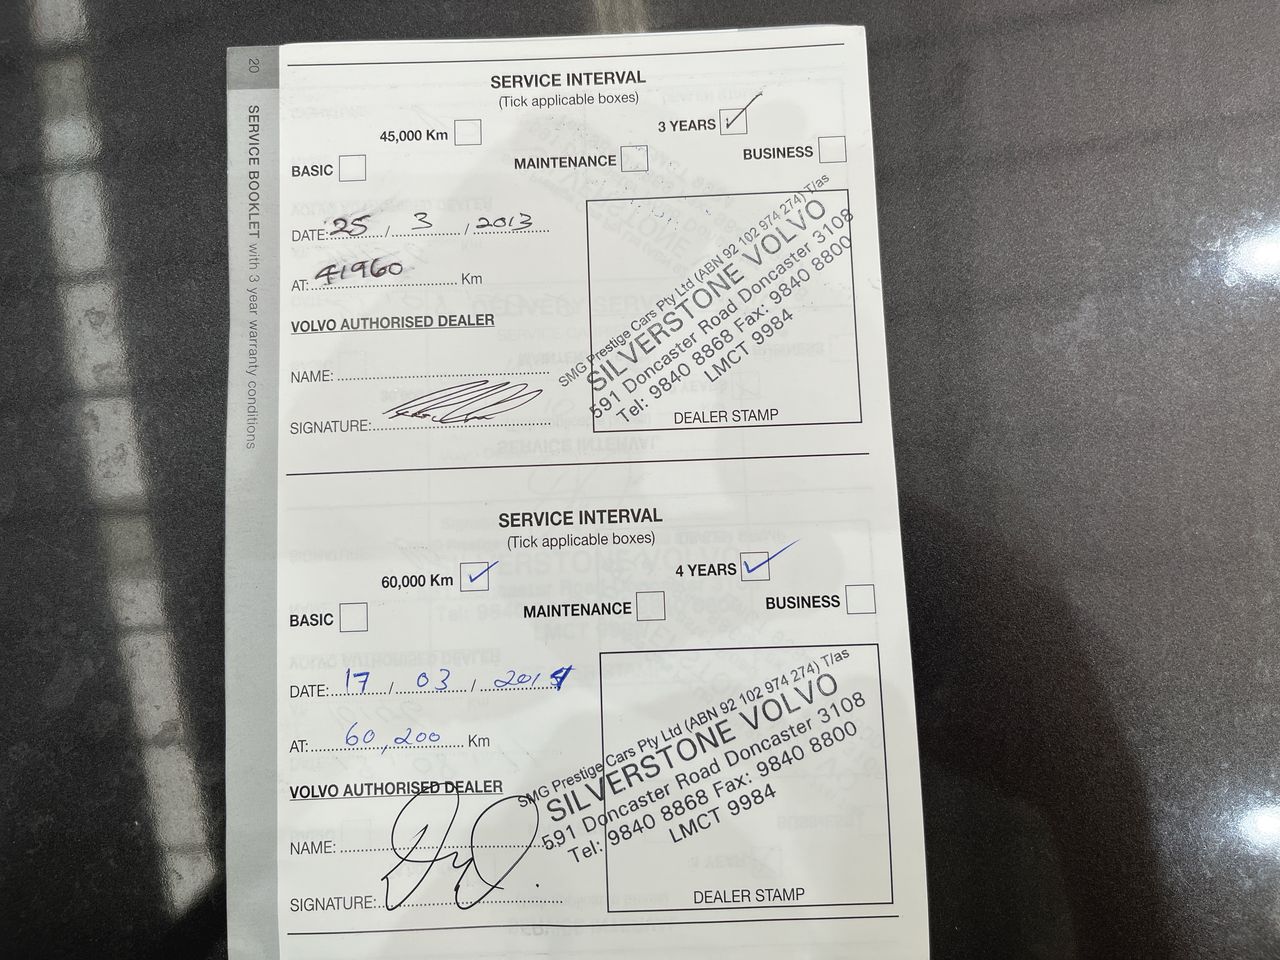 20
SERVICE BOOKLET with 3 year warranty conditions
SERVICE INTERVAL
(Tick applicable boxes)
45,000 Km
3 YEARS
BASIC
MAINTENANCE
BUSINESS
DATE: 25 / 3 / 2013
AT: 41960 Km
VOLVO AUTHORISED DEALER
NAME:
SIGNATURE:
SMG Prestige Cars Pty Ltd (ABN 92 102 974 274) T/as
SILVERSTONE VOLVO
591 Doncaster Road Doncaster 3108
Tel: 9840 8868 Fax: 9840 8800
LMCT 9984
DEALER STAMP
SERVICE INTERVAL
(Tick applicable boxes)
60,000 Km
4 YEARS
BASIC
MAINTENANCE
BUSINESS
DATE: 17 / 03 / 2014
AT: 60,200 Km
VOLVO AUTHORISED DEALER
NAME:
SIGNATURE:
SMG Prestige Cars Pty Ltd (ABN 92 102 974 274) T/as
SILVERSTONE VOLVO
591 Doncaster Road Doncaster 3108
Tel: 9840 8868 Fax: 9840 8800
LMCT 9984
DEALER STAMP